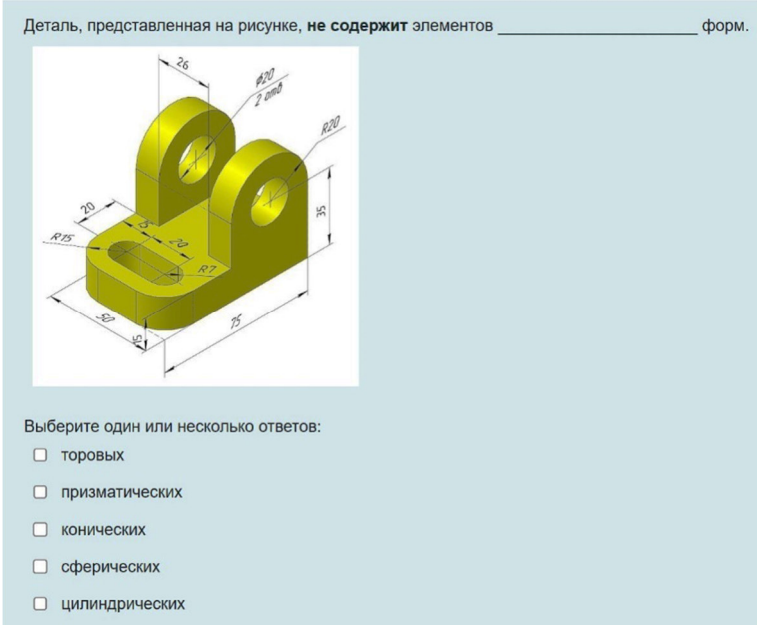 Деталь, представленная на рисунке, не содержит элементов ______________________ форм.
26
ϕ20
2 отв
R20
35
20
15
20
R15
R7
50
15
75
Выберите один или несколько ответов:
торовых
призматических
конических
сферических
цилиндрических